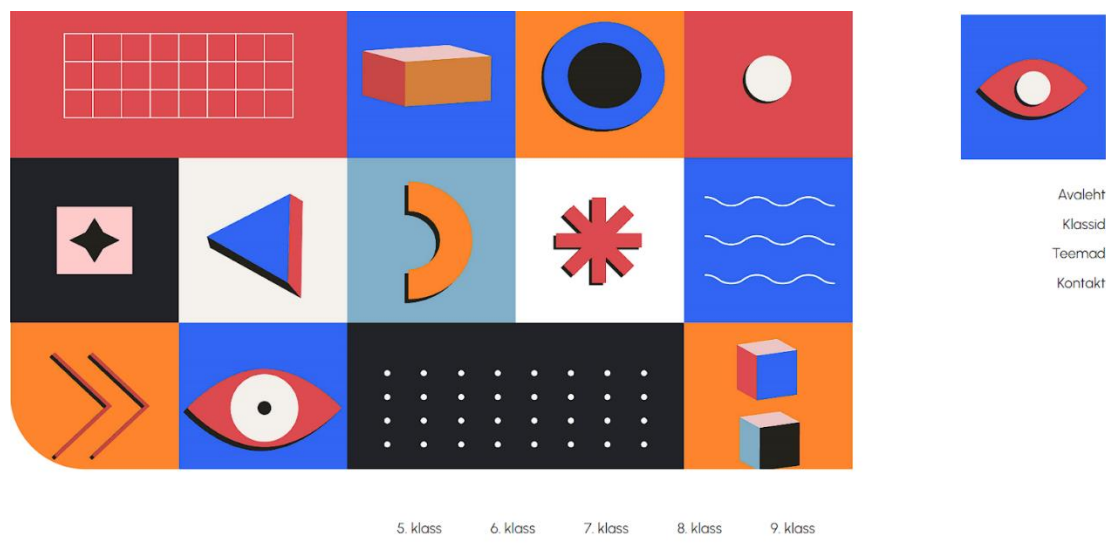 Avaleht
Klassid
Teemad
Kontakt
5. klass 6. klass 7. klass 8. klass 9. klass